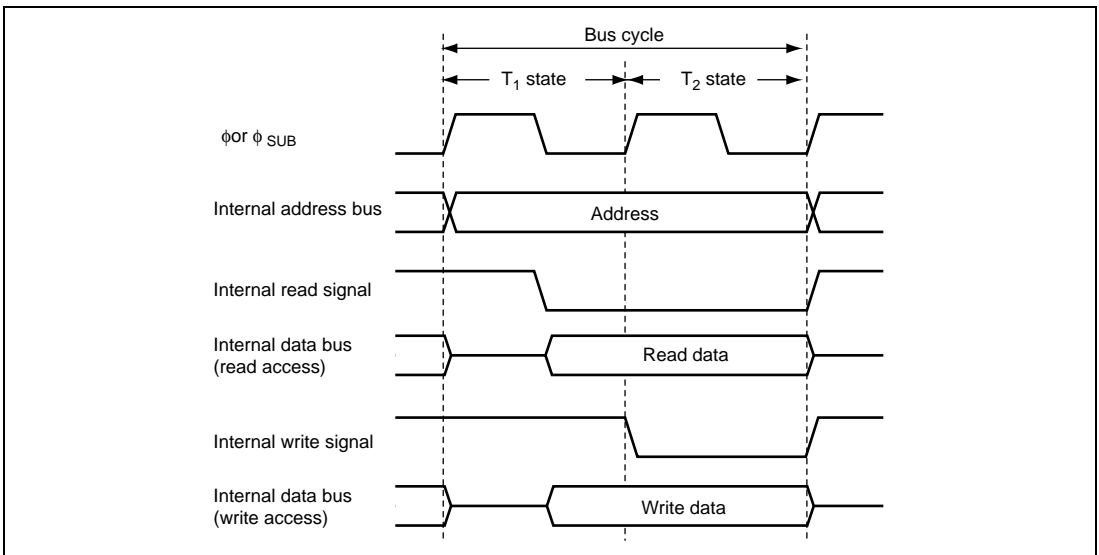 Bus cycle
T1 state
T2 state
ϕor ϕ SUB
Internal address bus
Address
Internal read signal
Internal data bus
(read access)
Read data
Internal write signal
Internal data bus
(write access)
Write data